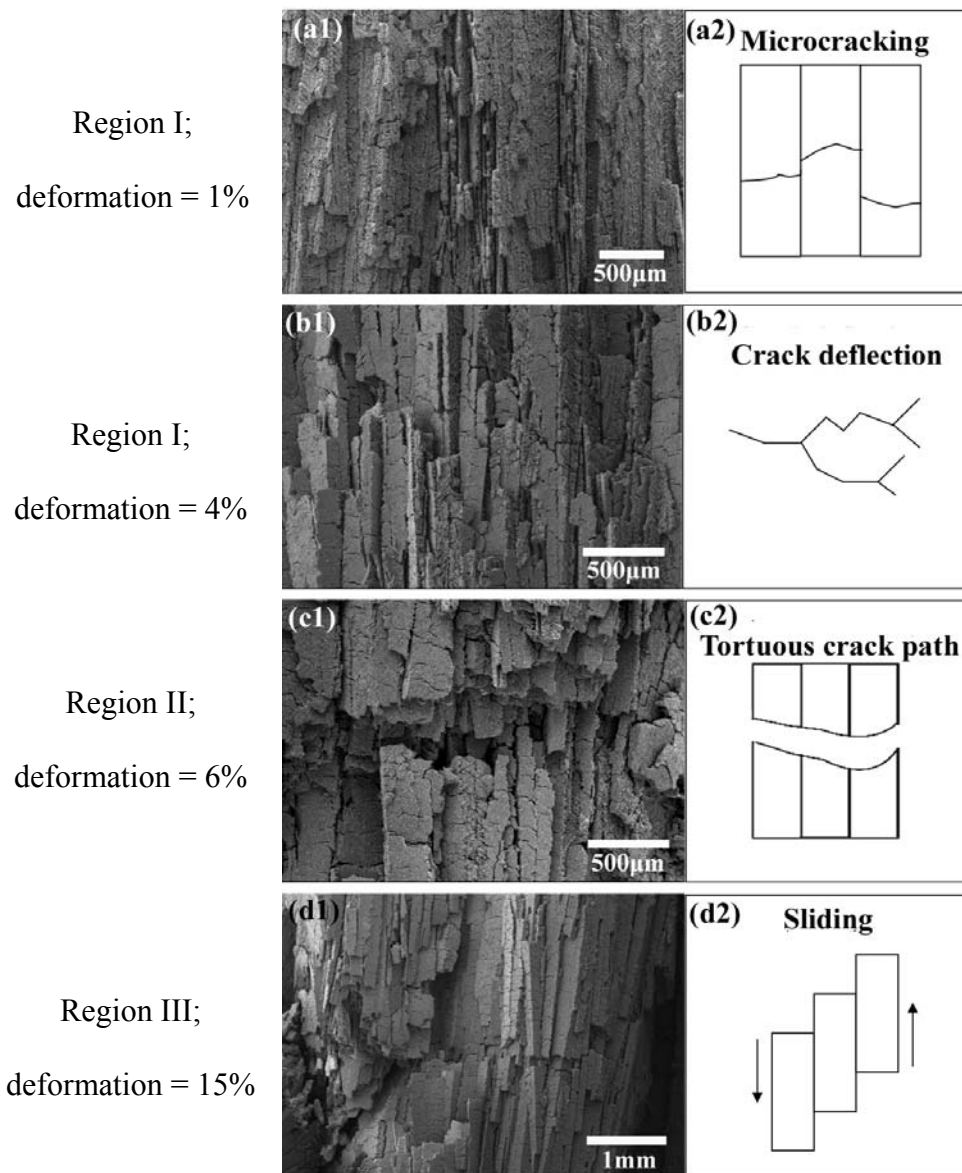 Region I;
deformation = 1%
(a1)
500μm
(a2)
Microcracking
Region I;
deformation = 4%
(b1)
500μm
(b2)
Crack deflection
Region II;
deformation = 6%
(c1)
500μm
(c2)
Tortuous crack path
Region III;
deformation = 15%
(d1)
1mm
(d2)
Sliding